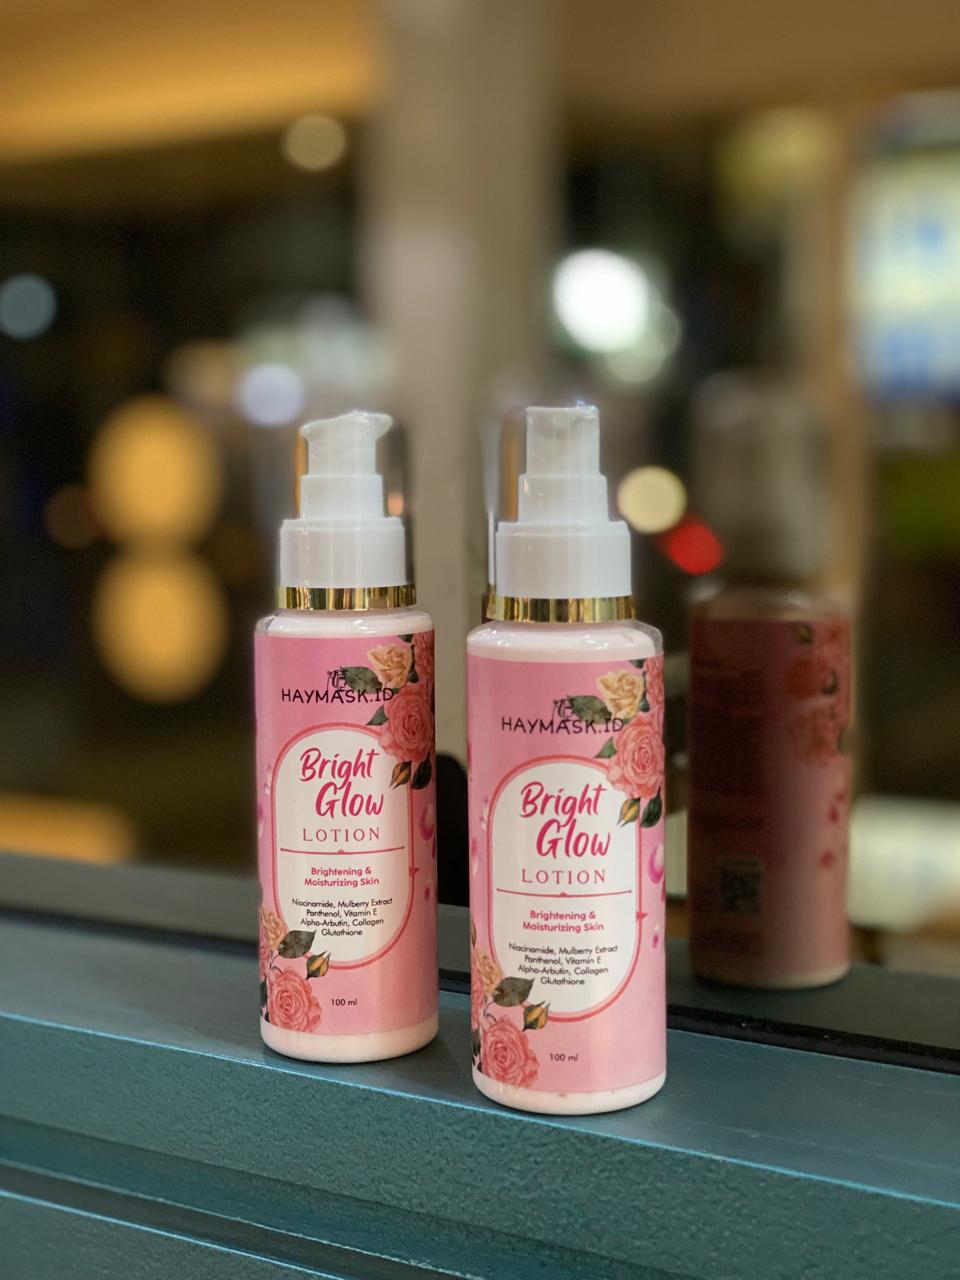 HAYMASK.ID
Bright
Glow
LOTION
Brightening &
Moisturizing Skin
Niacinamide, Mulberry Extract
Panthenol, Vitamin E
Alpha-Arbutin, Collagen
Glutathione
100 ml
HAYMASK.ID
Bright
Glow
LOTION
Brightening &
Moisturizing Skin
Niacinamide, Mulberry Extract
Panthenol, Vitamin E
Alpha-Arbutin, Collagen
Glutathione
100 ml